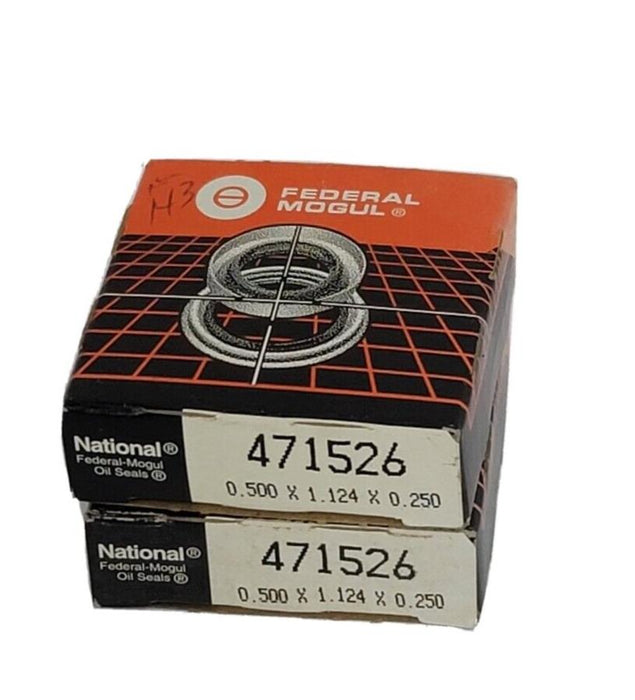 H3
FEDERAL
MOGUL®
National®
Federal-Mogul
Oil Seals®
471526
0.500 X 1.124 X 0.250
National®
Federal-Mogul
Oil Seals®
471526
0.500 X 1.124 X 0.250